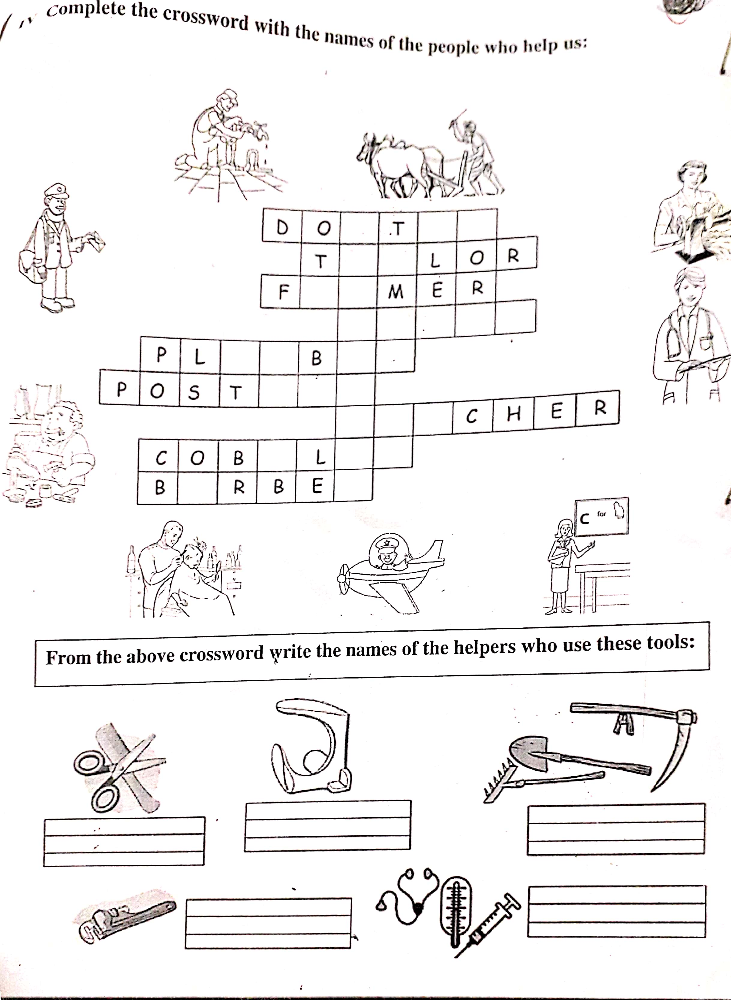 IV Complete the crossword with the names of the people who help us:
D O T
T L O R
F M E R
P L B
P O S T
C H E R
C O B L
B R B E
C for
From the above crossword write the names of the helpers who use these tools: